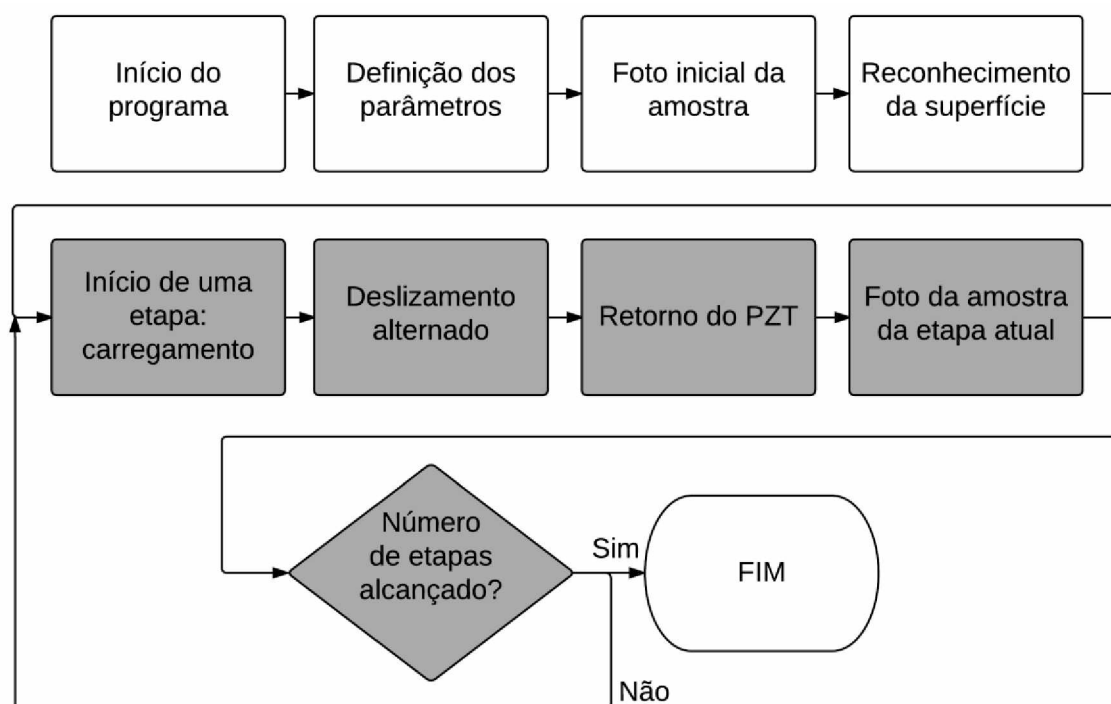 Início do
programa
Definição dos
parâmetros
Foto inicial da
amostra
Reconhecimento
da superfície
Início de uma
etapa:
carregamento
Deslizamento
alternado
Retorno do PZT
Foto da amostra
da etapa atual
Número
de etapas
alcançado?
Sim
FIM
Não